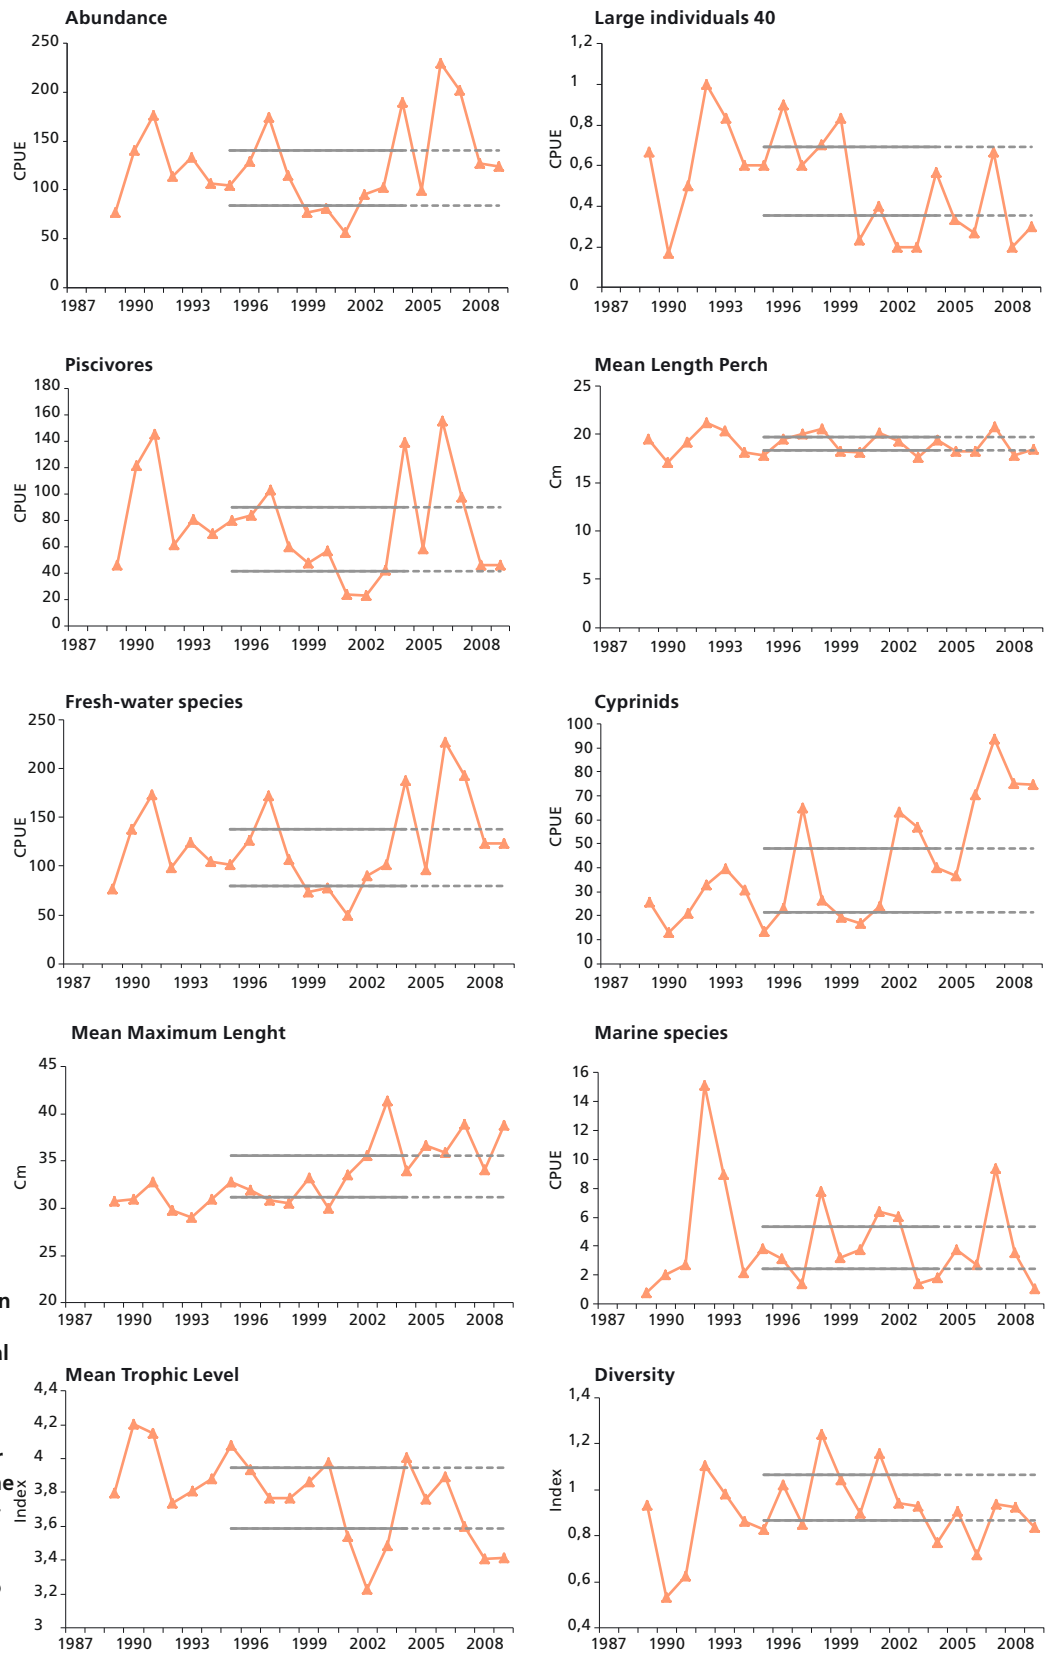 Abundance
250
200
150
100
50
0
CPUE
1987 1990 1993 1996 1999 2002 2005 2008
Large individuals 40
1,2
1
0,8
0,6
0,4
0,2
0
CPUE
1987 1990 1993 1996 1999 2002 2005 2008
Piscivores
180
160
140
120
100
80
60
40
20
0
CPUE
1987 1990 1993 1996 1999 2002 2005 2008
Mean Length Perch
25
20
15
10
5
0
Cm
1987 1990 1993 1996 1999 2002 2005 2008
Fresh-water species
250
200
150
100
50
0
CPUE
1987 1990 1993 1996 1999 2002 2005 2008
Cyprinids
100
90
80
70
60
50
40
30
20
10
0
CPUE
1987 1990 1993 1996 1999 2002 2005 2008
Mean Maximum Lenght
45
40
35
30
25
20
Cm
1987 1990 1993 1996 1999 2002 2005 2008
Marine species
16
14
12
10
8
6
4
2
0
CPUE
1987 1990 1993 1996 1999 2002 2005 2008
Mean Trophic Level
4,4
4,2
4
3,8
3,6
3,4
3,2
3
Index
1987 1990 1993 1996 1999 2002 2005 2008
Diversity
1,4
1,2
1
0,8
0,6
0,4
Index
1987 1990 1993 1996 1999 2002 2005 2008